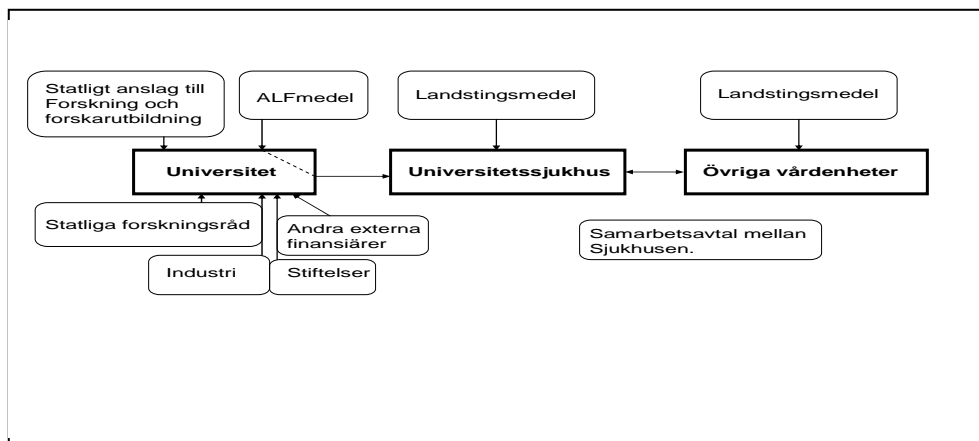 Statligt anslag till
Forskning och
forskarutbildning
ALFmedel
Landstingsmedel
Landstingsmedel
Universitet
Universitetssjukhus
Övriga vårdenheter
Statliga forskningsråd
Andra externa
finansiärer
Samarbetsavtal mellan
Sjukhusen.
Industri
Stiftelser